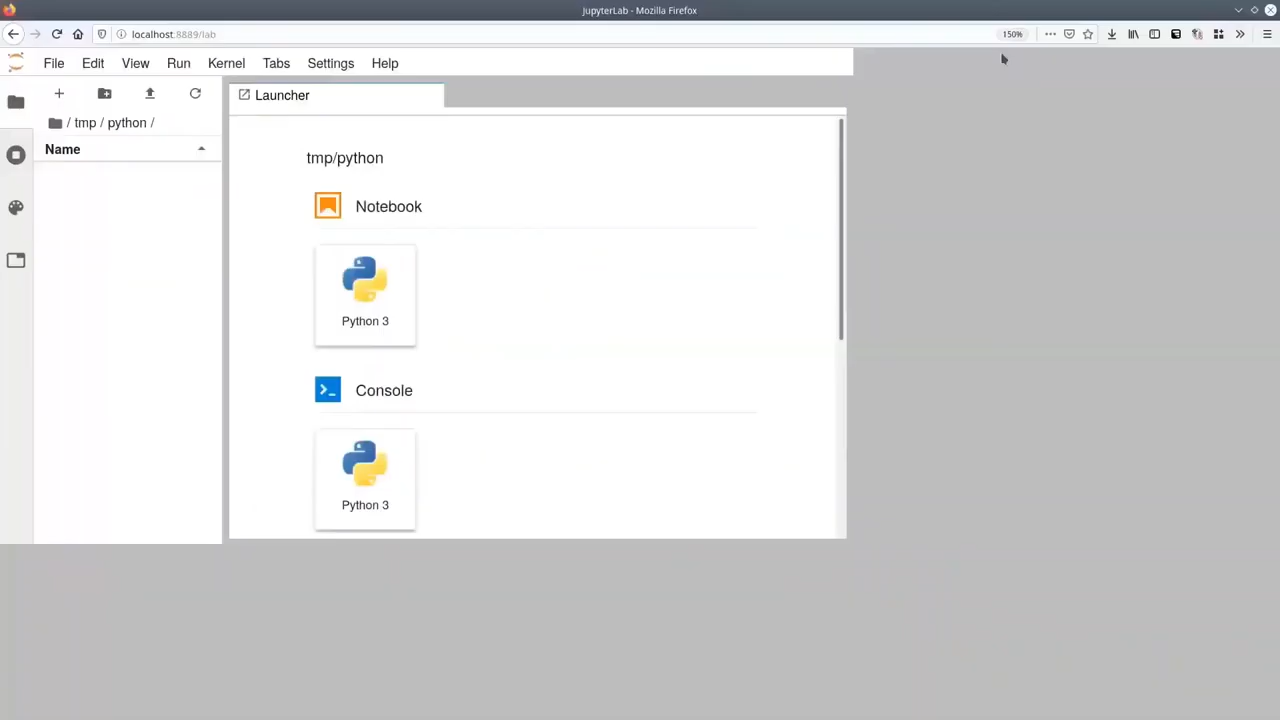 JupyterLab - Mozilla Firefox
localhost:8889/lab
150%
File Edit View Run Kernel Tabs Settings Help
Launcher
/ tmp / python /
Name
tmp/python
Notebook
Python 3
Console
Python 3